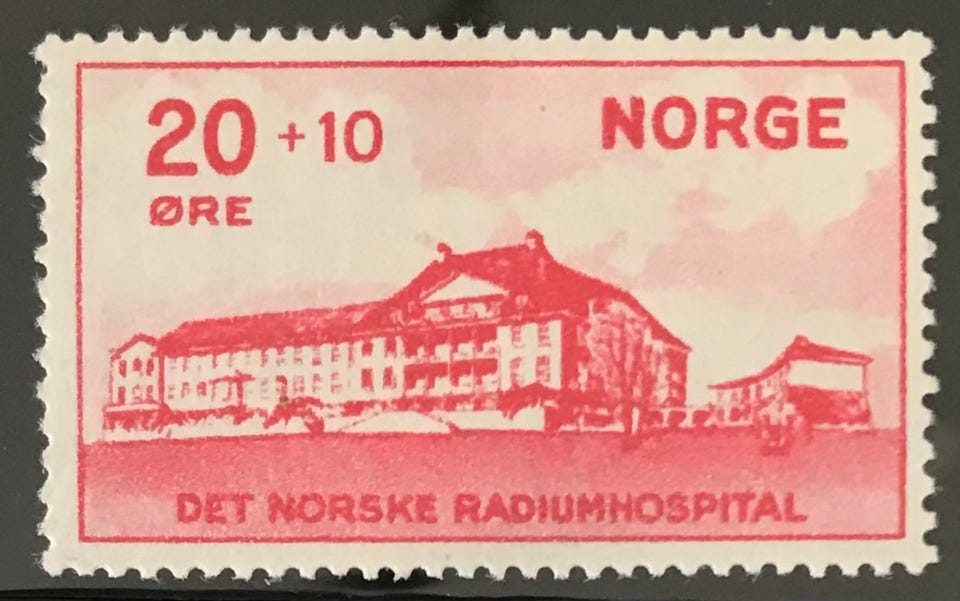 20 + 10 NORGE
ØRE
DET NORSKE RADIUMHOSPITAL